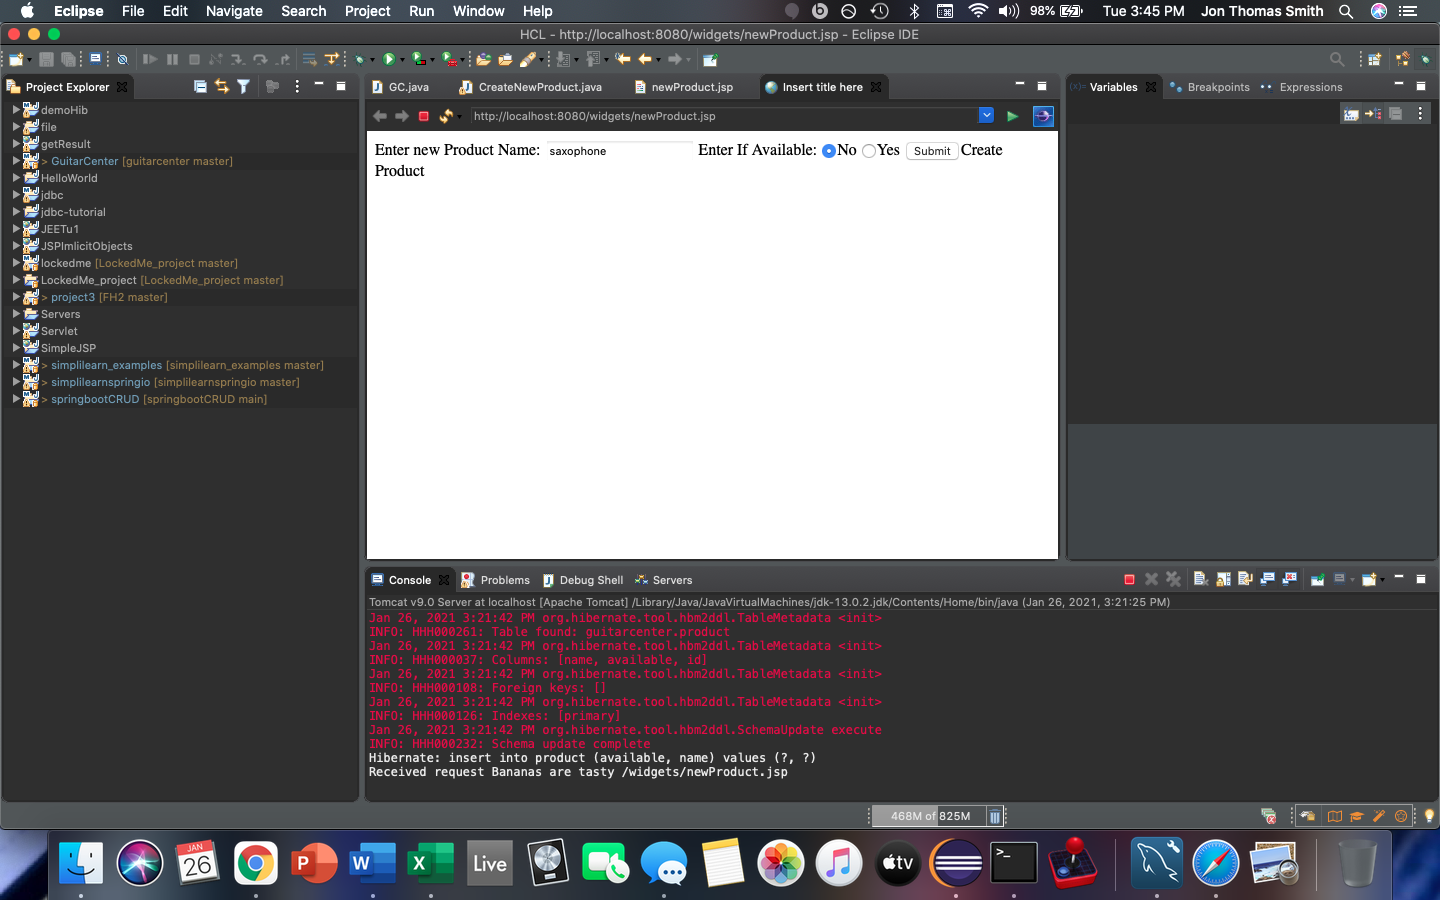 Eclipse File Edit Navigate Search Project Run Window Help 98% Tue 3:45 PM Jon Thomas Smith
HCL - http://localhost:8080/widgets/newProduct.jsp - Eclipse IDE
Project Explorer
demoHib
file
getResult
> GuitarCenter [guitarcenter master]
HelloWorld
jdbc
jdbc-tutorial
JEETu1
JSPImlicitObjects
lockedme [LockedMe_project master]
LockedMe_project [LockedMe_project master]
> project3 [FH2 master]
Servers
Servlet
SimpleJSP
> simplilearn_examples [simplilearn_examples master]
> simplilearnspringio [simplilearnspringio master]
> springbootCRUD [springbootCRUD main]
GC.java CreateNewProduct.java newProduct.jsp Insert title here
http://localhost:8080/widgets/newProduct.jsp
Enter new Product Name: saxophone Enter If Available: No Yes Submit Create
Product
Variables Breakpoints Expressions
Console Problems Debug Shell Servers
Tomcat v9.0 Server at localhost [Apache Tomcat] /Library/Java/JavaVirtualMachines/jdk-13.0.2.jdk/Contents/Home/bin/java (Jan 26, 2021, 3:21:25 PM)
Jan 26, 2021 3:21:42 PM org.hibernate.tool.hbm2ddl.TableMetadata <init>
INFO: HHH000261: Table found: guitarcenter.product
Jan 26, 2021 3:21:42 PM org.hibernate.tool.hbm2ddl.TableMetadata <init>
INFO: HHH000037: Columns: [name, available, id]
Jan 26, 2021 3:21:42 PM org.hibernate.tool.hbm2ddl.TableMetadata <init>
INFO: HHH000108: Foreign keys: []
Jan 26, 2021 3:21:42 PM org.hibernate.tool.hbm2ddl.TableMetadata <init>
INFO: HHH000126: Indexes: [primary]
Jan 26, 2021 3:21:42 PM org.hibernate.tool.hbm2ddl.SchemaUpdate execute
INFO: HHH000232: Schema update complete
Hibernate: insert into product (available, name) values (?, ?)
Received request Bananas are tasty /widgets/newProduct.jsp
468M of 825M
JAN
26
P
W
X
Live
tv
>_